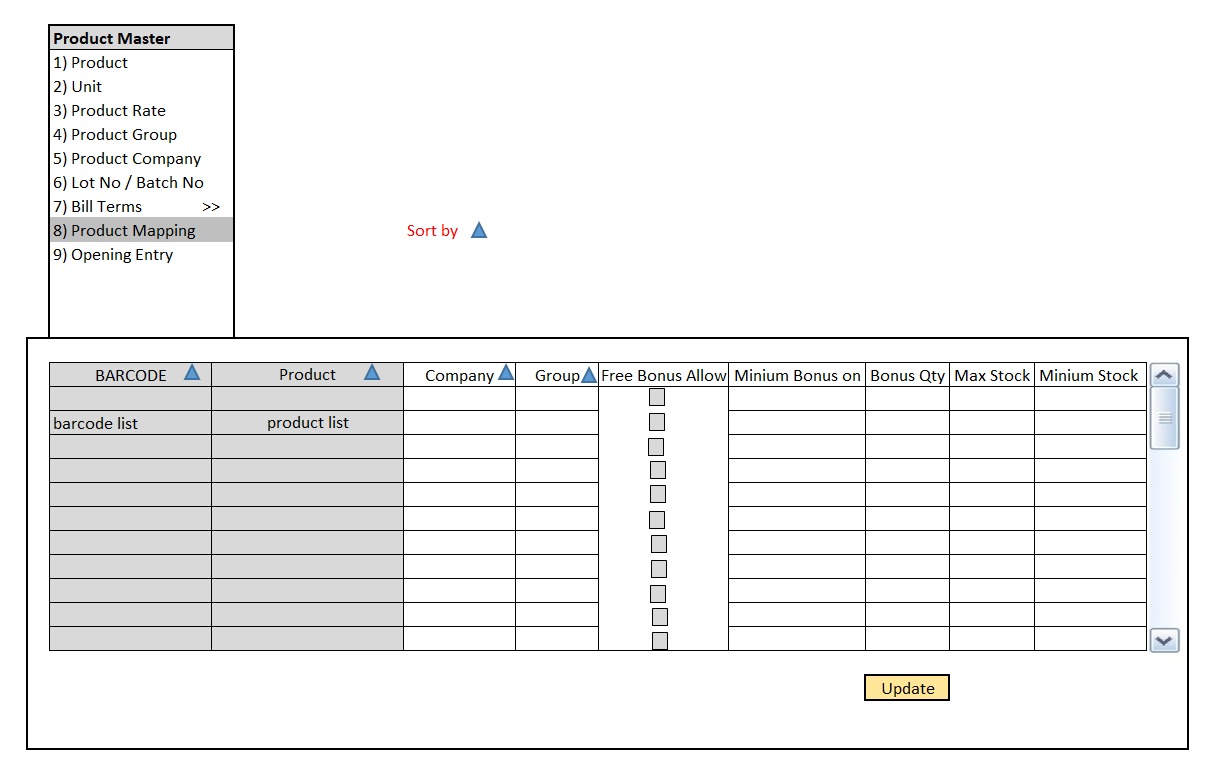 Product Master
1) Product
2) Unit
3) Product Rate
4) Product Group
5) Product Company
6) Lot No / Batch No
7) Bill Terms >>
8) Product Mapping
Sort by
9) Opening Entry
BARCODE Product Company Group Free Bonus Allow Minium Bonus on Bonus Qty Max Stock Minium Stock
barcode list product list
Update